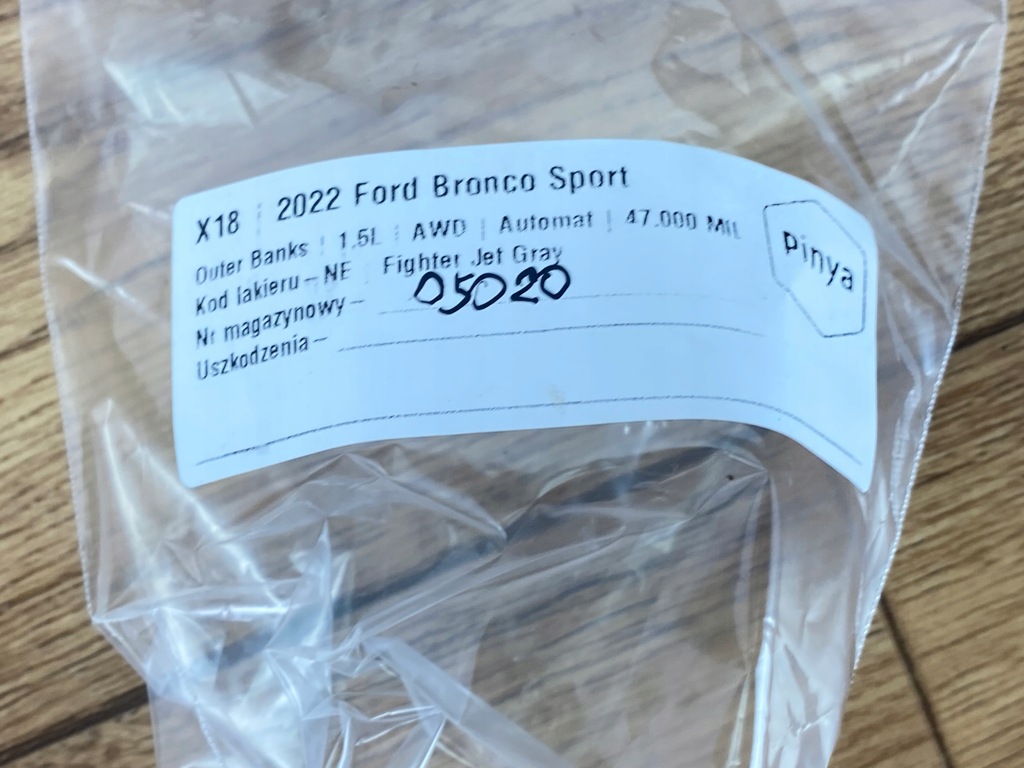 X18 | 2022 Ford Bronco Sport
Outer Banks | 1.5L | AWD | Automat | 47.000 MIL
Kod lakieru – NE Fighter Jet Gray
Nr magazynowy – 05020
Uszkodzenia –
Pinya